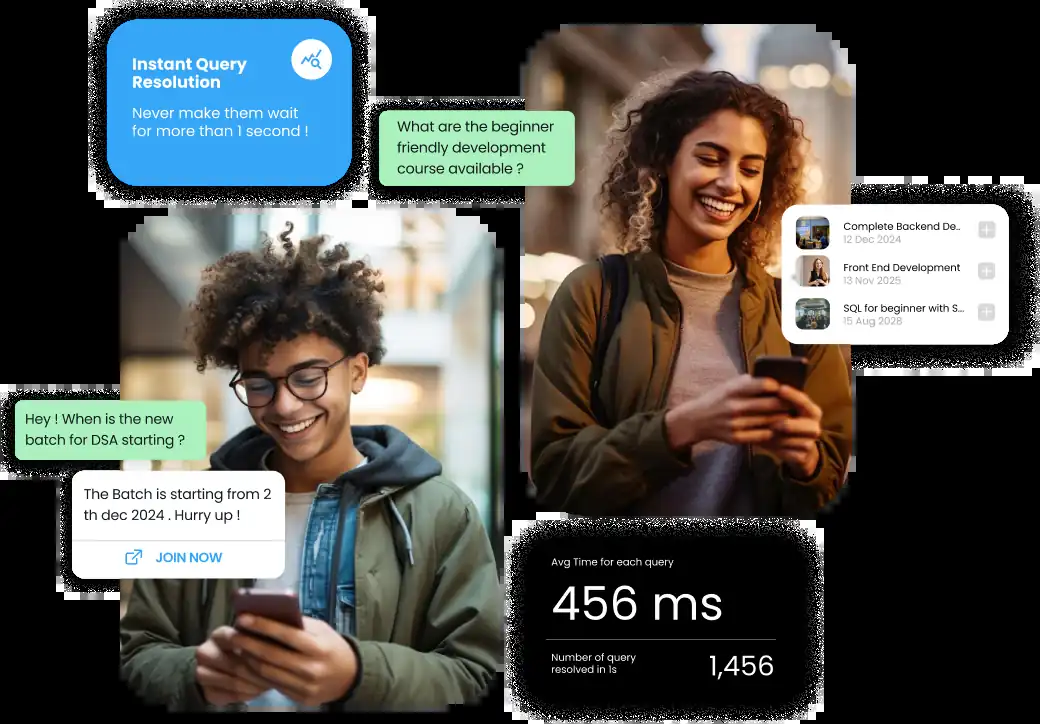 Instant Query
Resolution
Never make them wait
for more than 1 second !
What are the beginner
friendly development
course available ?
Complete Backend De..
12 Dec 2024
Front End Development
13 Nov 2025
SQL for beginner with S...
15 Aug 2028
Hey ! When is the new
batch for DSA starting ?
The Batch is starting from 2
th dec 2024 . Hurry up !
JOIN NOW
Avg Time for each query
456 ms
Number of query
resolved in 1s
1,456